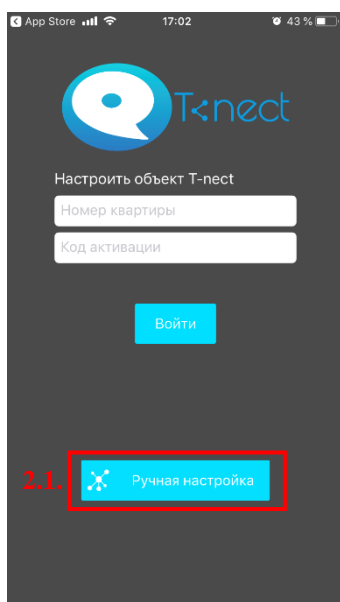 App Store 17:02 43 %
T-nect
Настроить объект T-nect
Номер квартиры
Код активации
Войти
2.1. Ручная настройка